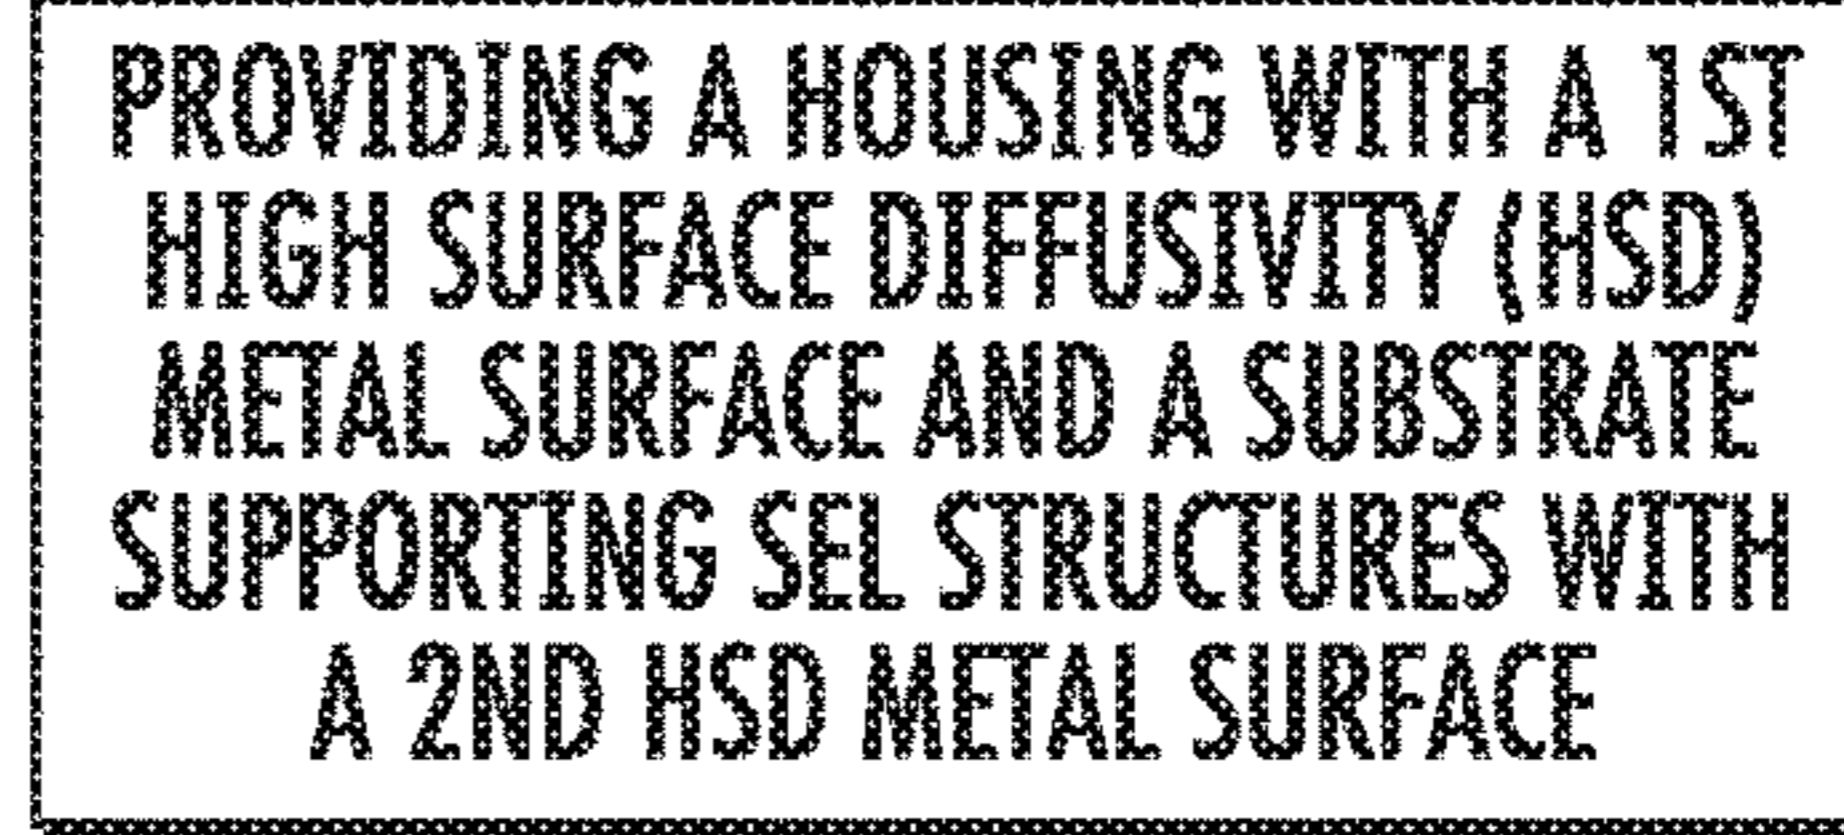 PROVIDING A HOUSING WITH A 1ST
HIGH SURFACE DIFFUSIVITY (HSD)
METAL SURFACE AND A SUBSTRATE
SUPPORTING SEL STRUCTURES WITH
A 2ND HSD METAL SURFACE